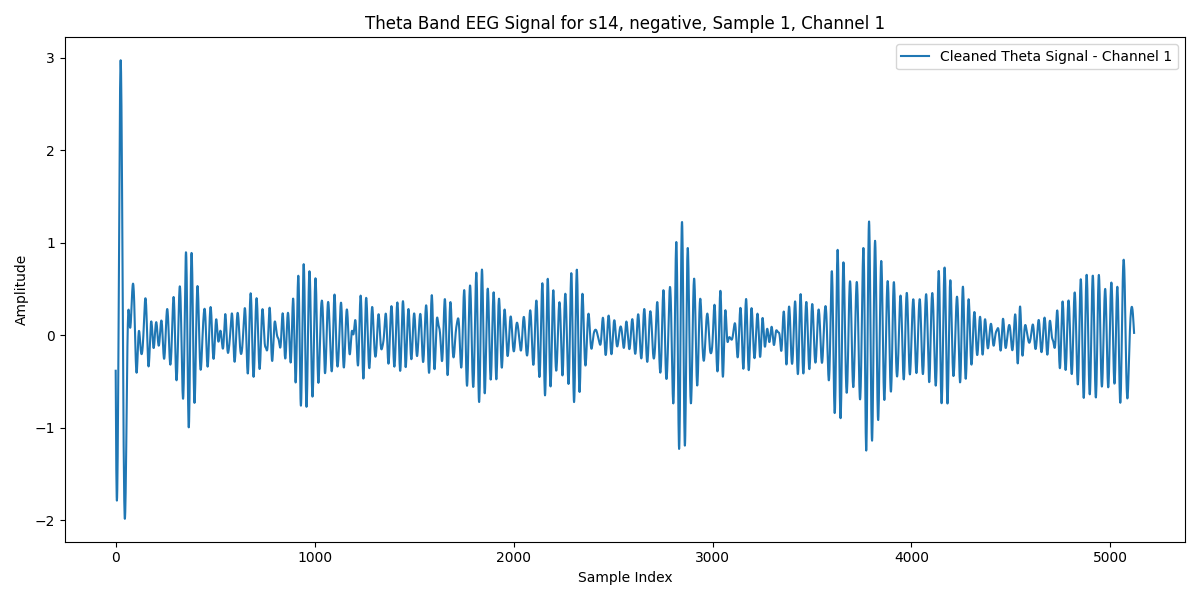 Theta Band EEG Signal for s14, negative, Sample 1, Channel 1
Cleaned Theta Signal - Channel 1
Amplitude
3
2
1
0
−1
−2
0 1000 2000 3000 4000 5000
Sample Index